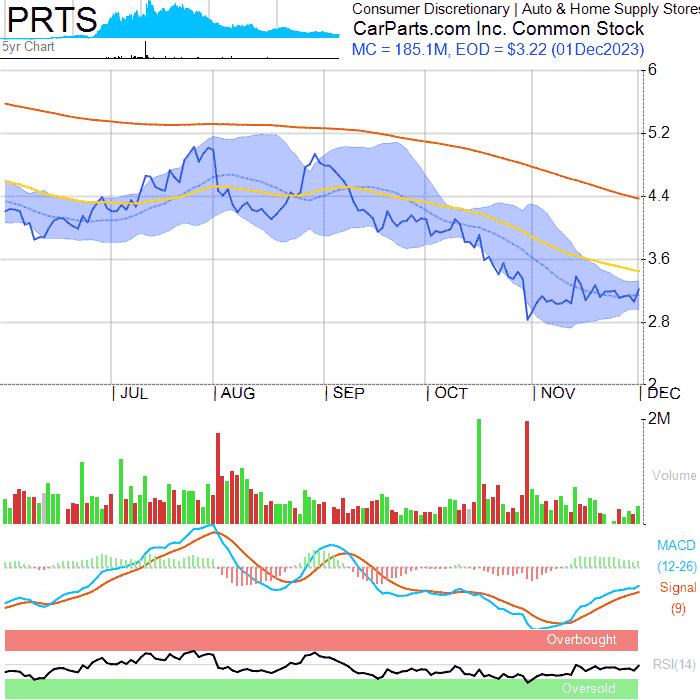 PRTS
5yr Chart
Consumer Discretionary | Auto & Home Supply Stores
CarParts.com Inc. Common Stock
MC = 185.1M, EOD = $3.22 (01Dec2023)
6
5.2
4.4
3.6
2.8
2
JUL
AUG
SEP
OCT
NOV
DEC
2M
Volume
MACD
(12-26)
Signal
(9)
Overbought
RSI(14)
Oversold